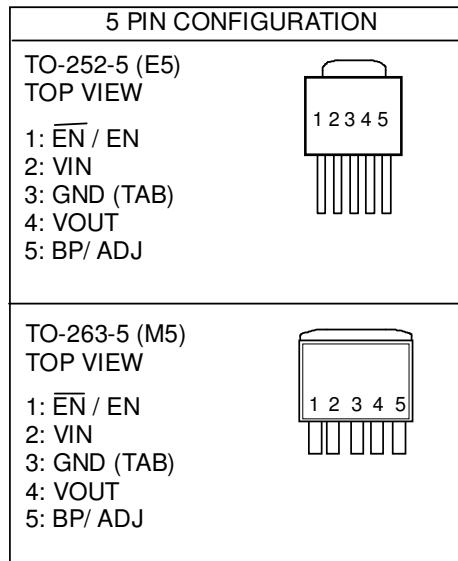 5 PIN CONFIGURATION
TO-252-5 (E5)
TOP VIEW
1: E̅N̅ / EN
2: VIN
3: GND (TAB)
4: VOUT
5: BP/ ADJ
1 2 3 4 5
TO-263-5 (M5)
TOP VIEW
1: E̅N̅ / EN
2: VIN
3: GND (TAB)
4: VOUT
5: BP/ ADJ
1 2 3 4 5